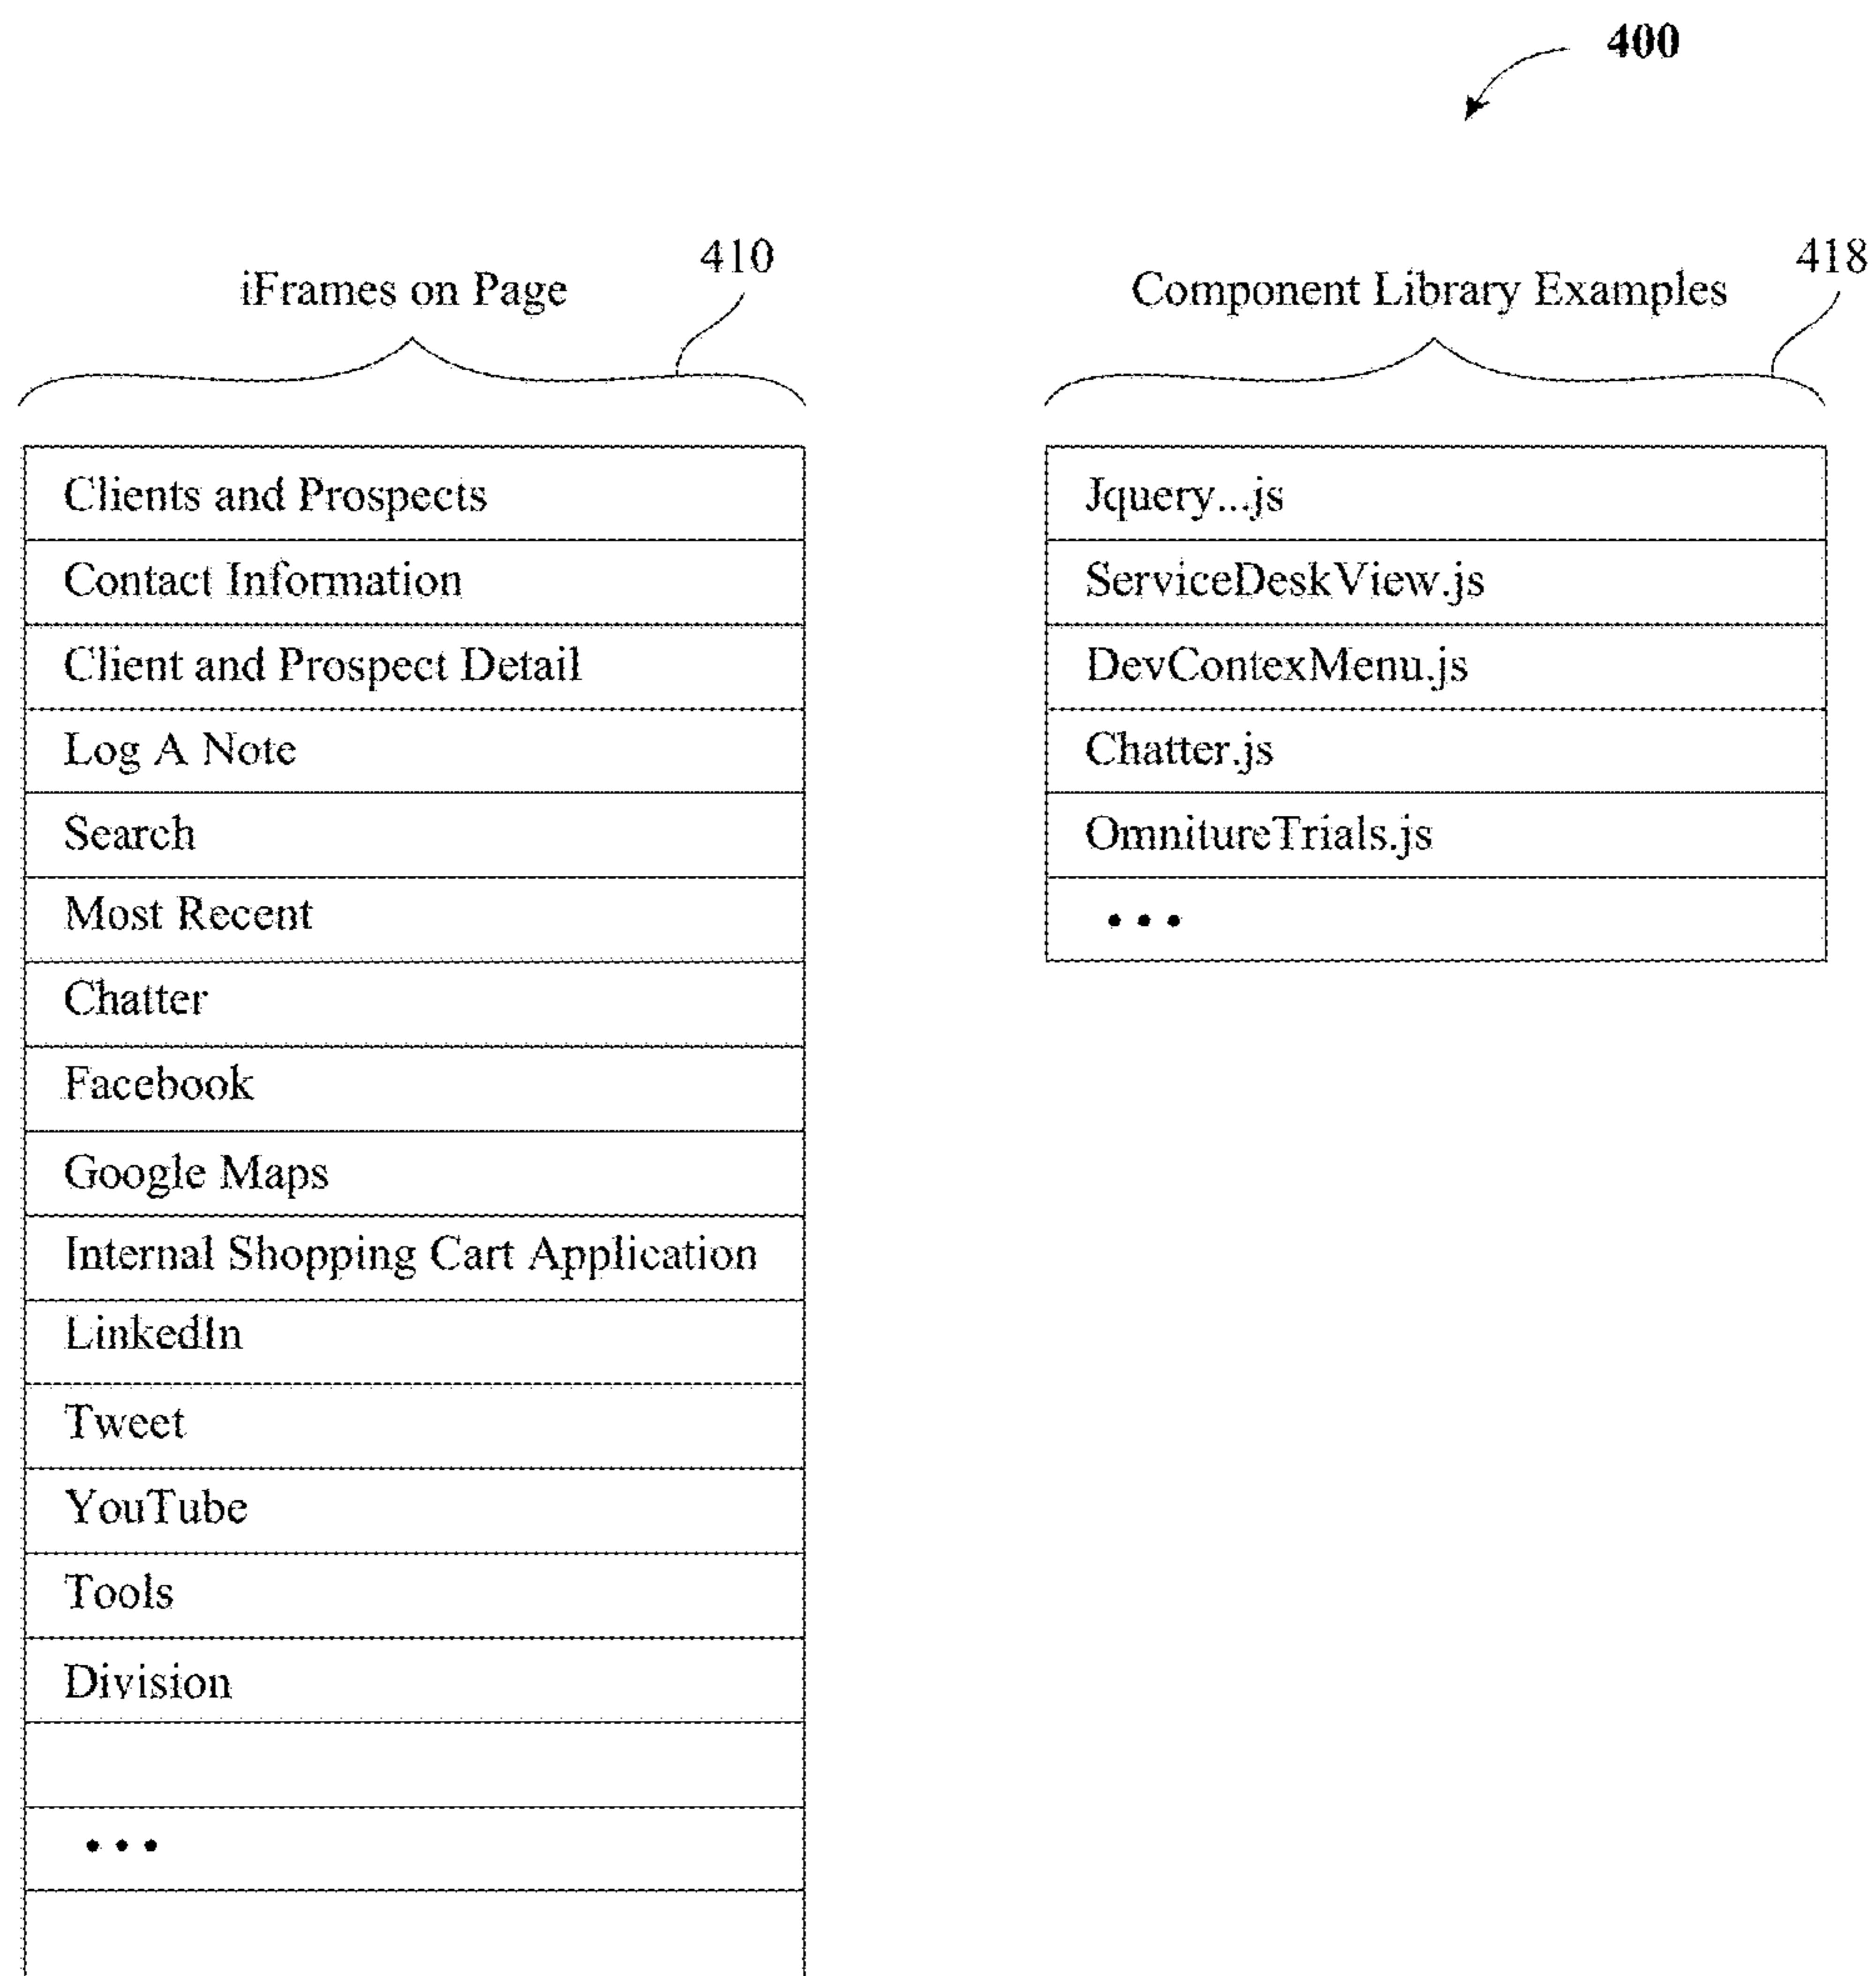 400
iFrames on Page
410
Clients and Prospects
Contact Information
Client and Prospect Detail
Log A Note
Search
Most Recent
Chatter
Facebook
Google Maps
Internal Shopping Cart Application
LinkedIn
Tweet
YouTube
Tools
Division
...
Component Library Examples
418
Jquery...js
ServiceDeskView.js
DevContexMenu.js
Chatter.js
OmnitureTrials.js
...